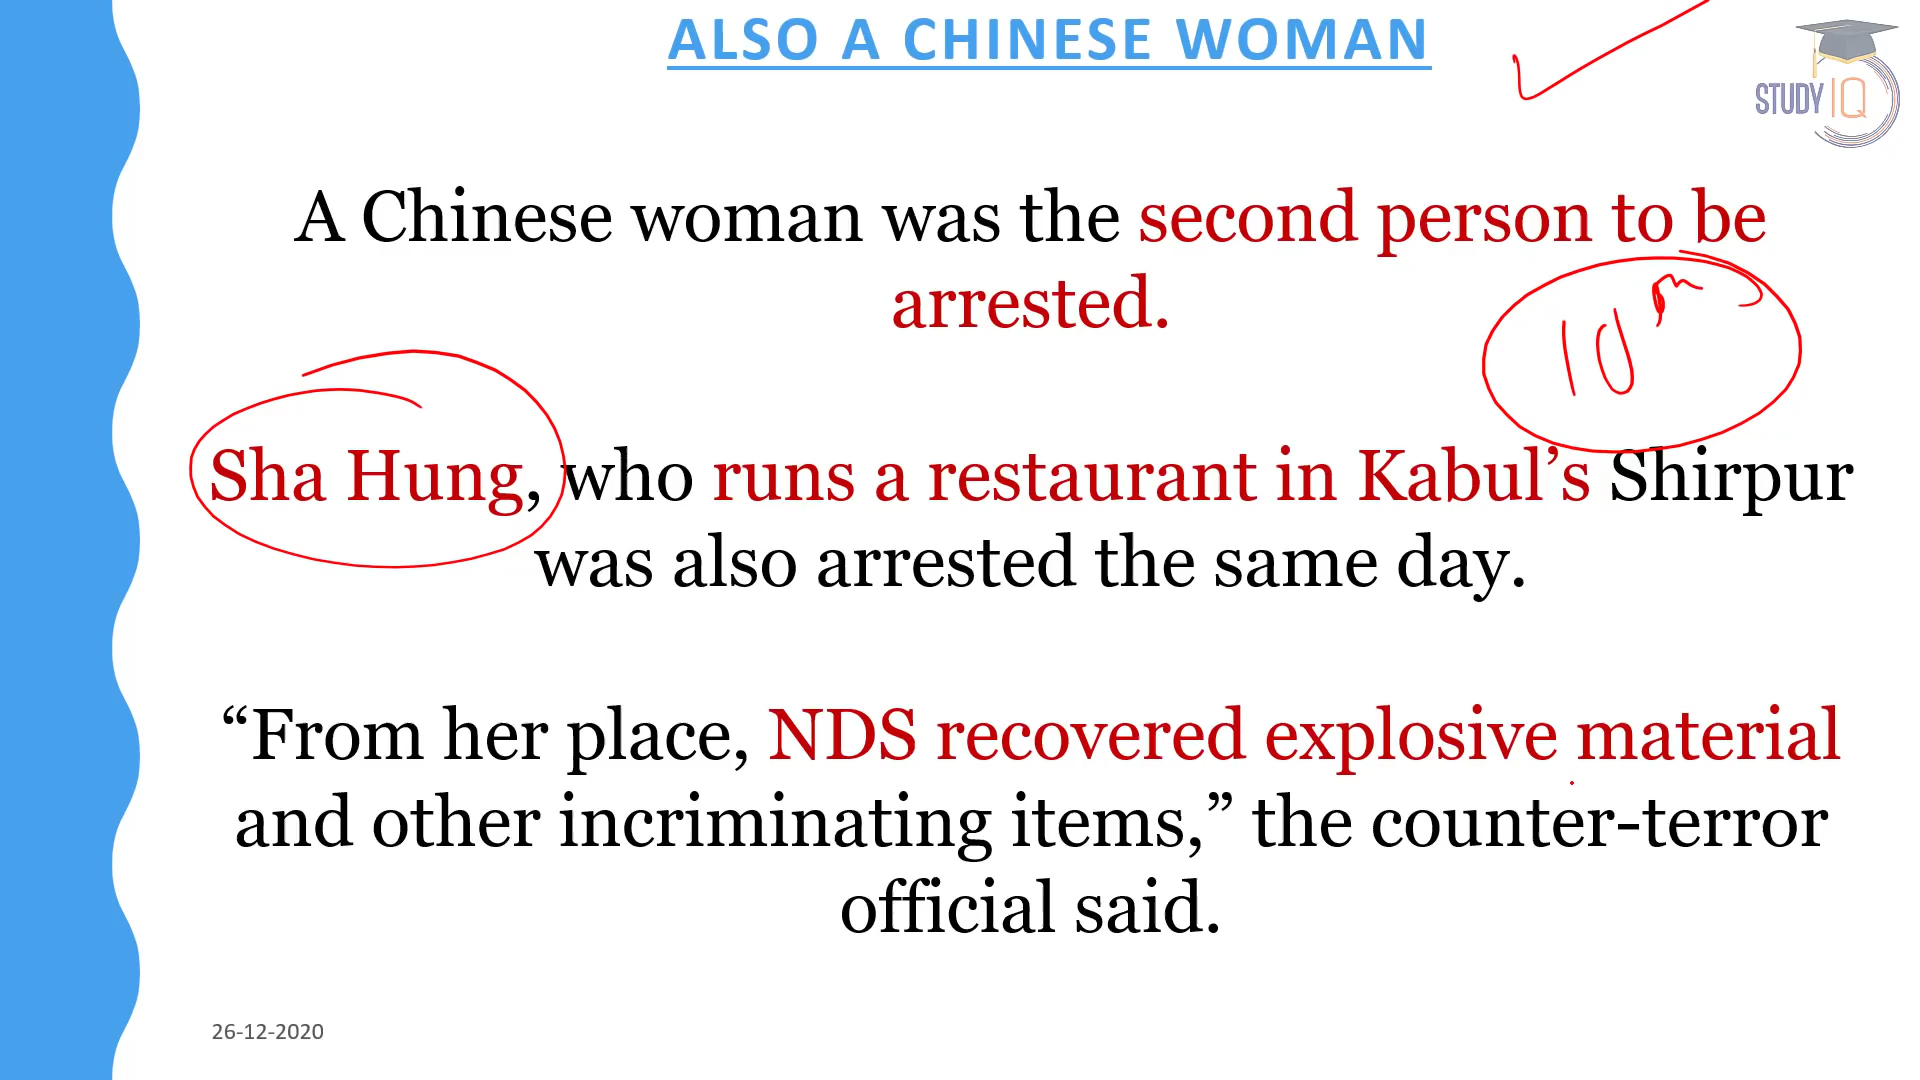 ALSO A CHINESE WOMAN
STUDY IQ
A Chinese woman was the second person to be
arrested.
10
Sha Hung, who runs a restaurant in Kabul’s Shirpur
was also arrested the same day.
“From her place, NDS recovered explosive material
and other incriminating items,” the counter-terror
official said.
26-12-2020